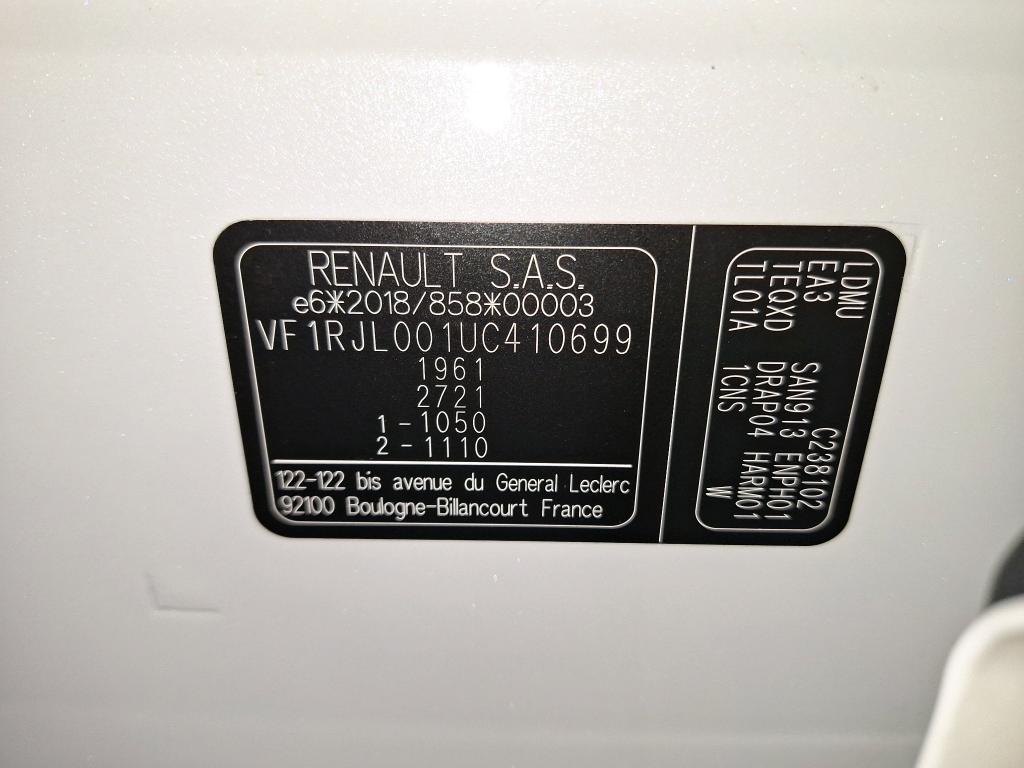 RENAULT S.A.S.
e6*2018/858*00003
VF1RJL001UC410699
1961
2721
1-1050
2-1110
122-122 bis avenue du General Leclerc
92100 Boulogne-Billancourt France
LDMU C238102
EA3 SAN913 ENPH01
TEQXD DRAP04 HARM01
TL01A 1CNS W